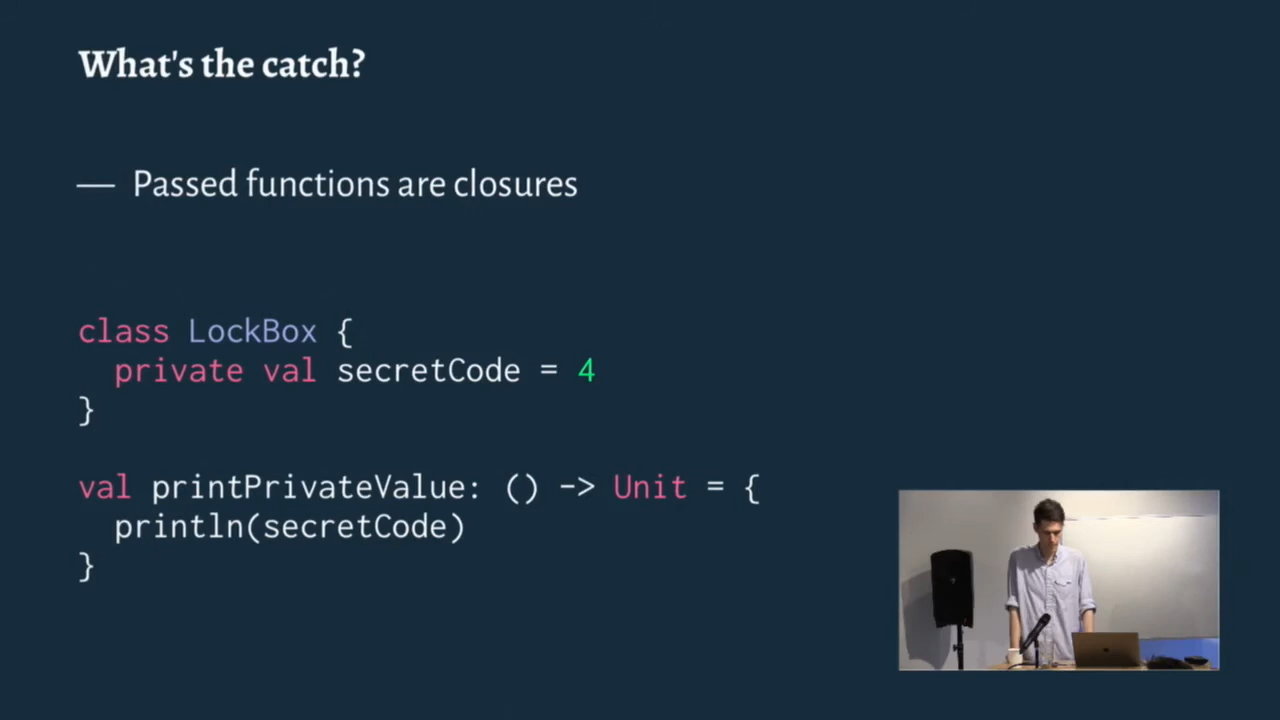 What's the catch?
— Passed functions are closures
class LockBox {
  private val secretCode = 4
}
val printPrivateValue: () -> Unit = {
  println(secretCode)
}